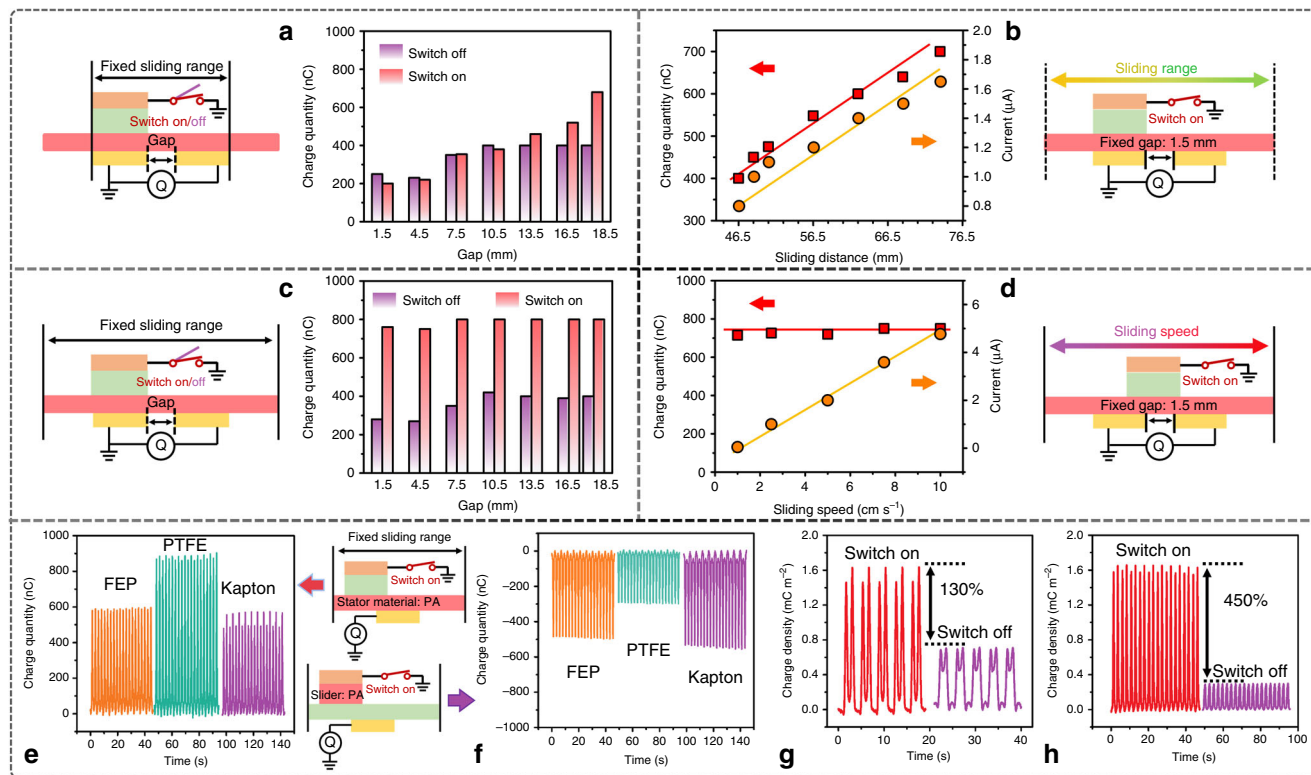 a
Fixed sliding range
Switch on/off
Gap
Q
Charge quantity (nC)
1000
800
600
400
200
0
Switch off
Switch on
1.5 4.5 7.5 10.5 13.5 16.5 18.5
Gap (mm)
b
Charge quantity (nC)
700
600
500
400
300
2.0
1.8
1.6
1.4
1.2
1.0
0.8
Current (μA)
46.5 56.5 66.5 76.5
Sliding distance (mm)
Sliding range
Switch on
Fixed gap: 1.5 mm
Q
c
Fixed sliding range
Switch on/off
Gap
Q
Charge quantity (nC)
1000
800
600
400
200
0
Switch off Switch on
1.5 4.5 7.5 10.5 13.5 16.5 18.5
Gap (mm)
d
Charge quantity (nC)
1000
800
600
400
200
0
6
4
2
0
Current (μA)
0 2 4 6 8 10
Sliding speed (cm s⁻¹)
Sliding speed
Switch on
Fixed gap: 1.5 mm
Q
e
Charge quantity (nC)
1000
800
600
400
200
0
FEP
PTFE
Kapton
0 20 40 60 80 100 120 140
Time (s)
Fixed sliding range
Switch on
Stator material: PA
Q
Slider: PA
Switch on
Q
f
Charge quantity (nC)
0
−200
−400
−600
−800
−1000
FEP
PTFE
Kapton
0 20 40 60 80 100 120 140
Time (s)
g
Charge density (mC m⁻²)
2.0
1.6
1.2
0.8
0.4
0.0
Switch on
130%
Switch off
0 10 20 30 40
Time (s)
h
Charge density (mC m⁻²)
2.0
1.6
1.2
0.8
0.4
0.0
Switch on
450%
Switch off
0 20 40 60 80 100
Time (s)